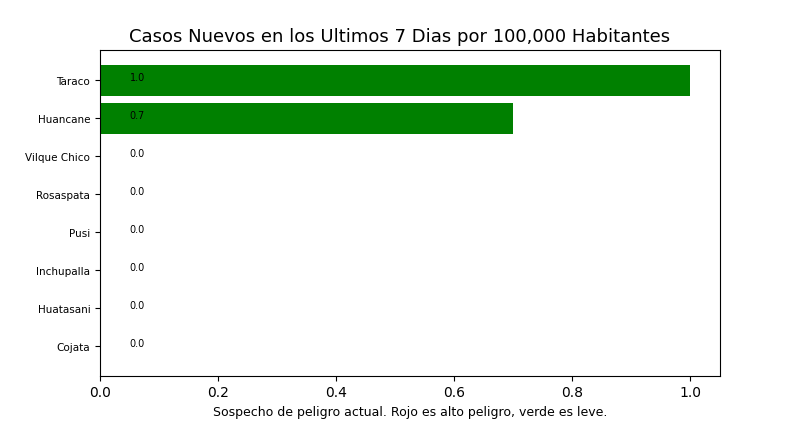 Casos Nuevos en los Ultimos 7 Dias por 100,000 Habitantes
Taraco 1.0
Huancane 0.7
Vilque Chico 0.0
Rosaspata 0.0
Pusi 0.0
Inchupalla 0.0
Huatasani 0.0
Cojata 0.0
0.0 0.2 0.4 0.6 0.8 1.0
Sospecho de peligro actual. Rojo es alto peligro, verde es leve.